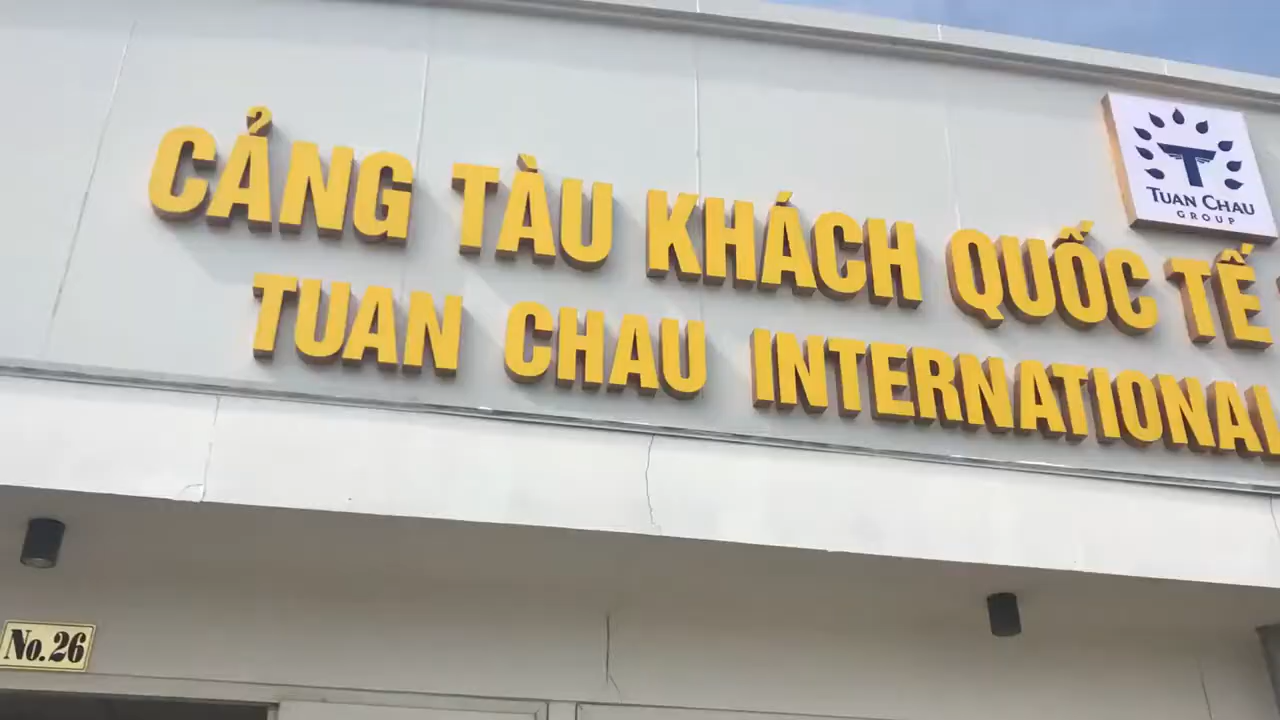 CẢNG TÀU KHÁCH QUỐC TẾ
TUAN CHAU INTERNATIONAL
T
TUAN CHAU
GROUP
No. 26